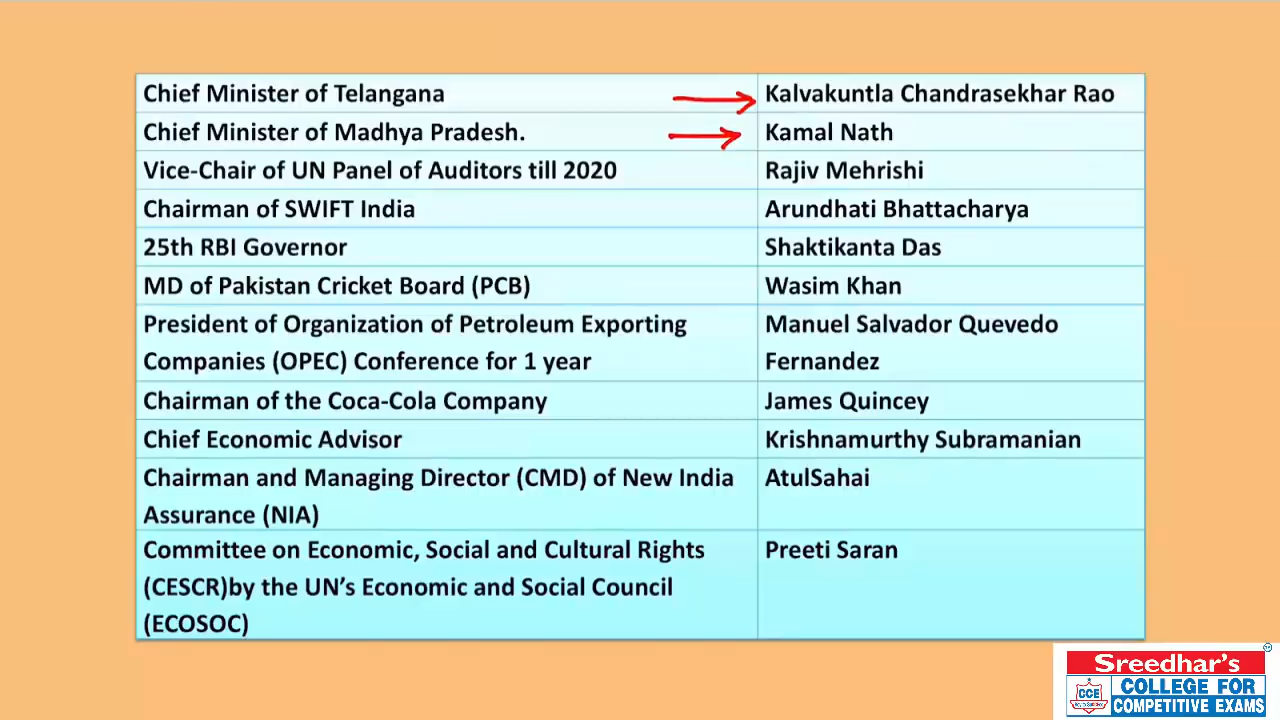 Chief Minister of Telangana Kalvakuntla Chandrasekhar Rao
Chief Minister of Madhya Pradesh. Kamal Nath
Vice-Chair of UN Panel of Auditors till 2020 Rajiv Mehrishi
Chairman of SWIFT India Arundhati Bhattacharya
25th RBI Governor Shaktikanta Das
MD of Pakistan Cricket Board (PCB) Wasim Khan
President of Organization of Petroleum Exporting Manuel Salvador Quevedo
Companies (OPEC) Conference for 1 year Fernandez
Chairman of the Coca-Cola Company James Quincey
Chief Economic Advisor Krishnamurthy Subramanian
Chairman and Managing Director (CMD) of New India AtulSahai
Assurance (NIA)
Committee on Economic, Social and Cultural Rights Preeti Saran
(CESCR)by the UN’s Economic and Social Council
(ECOSOC)
Sreedhar's
CCE COLLEGE FOR
COMPETITIVE EXAMS